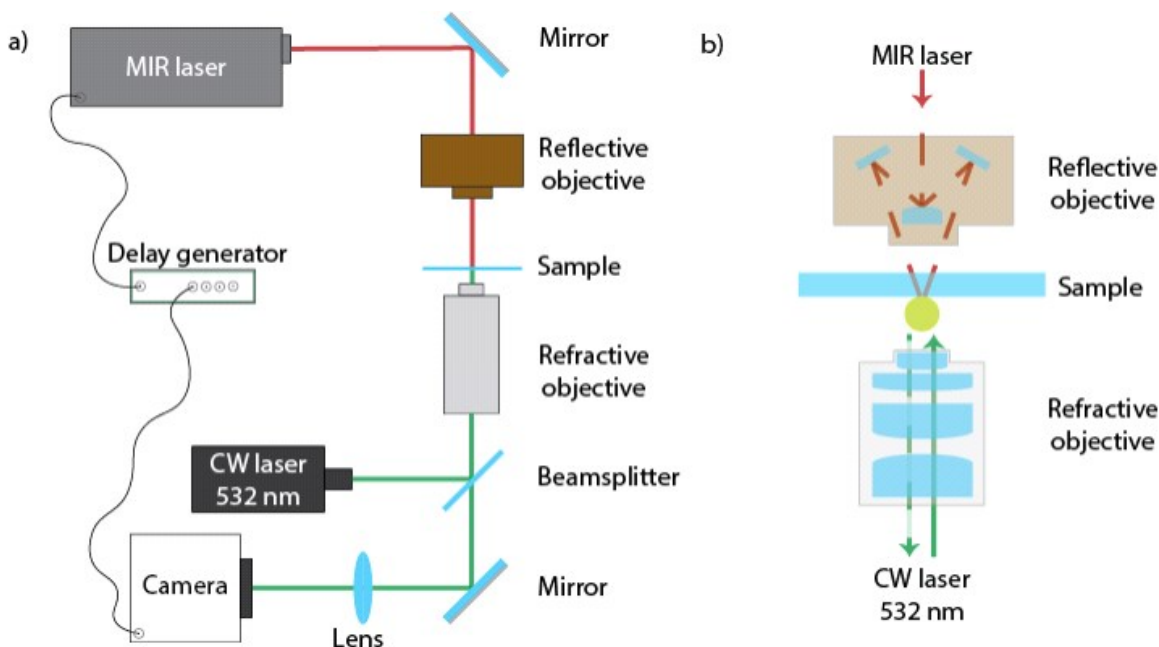 a)
MIR laser
Mirror
Reflective
objective
Delay generator
Sample
Refractive
objective
CW laser
532 nm
Beamsplitter
Camera
Lens
Mirror
b)
MIR laser
Reflective
objective
Sample
Refractive
objective
CW laser
532 nm